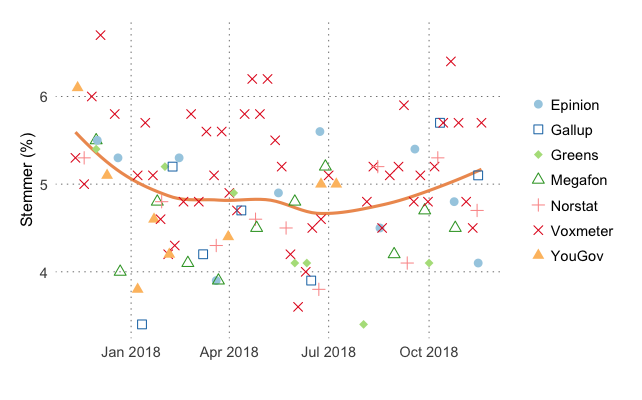 Stemmer (%)
6
5
4
Jan 2018 Apr 2018 Jul 2018 Oct 2018
Epinion
Gallup
Greens
Megafon
Norstat
Voxmeter
YouGov